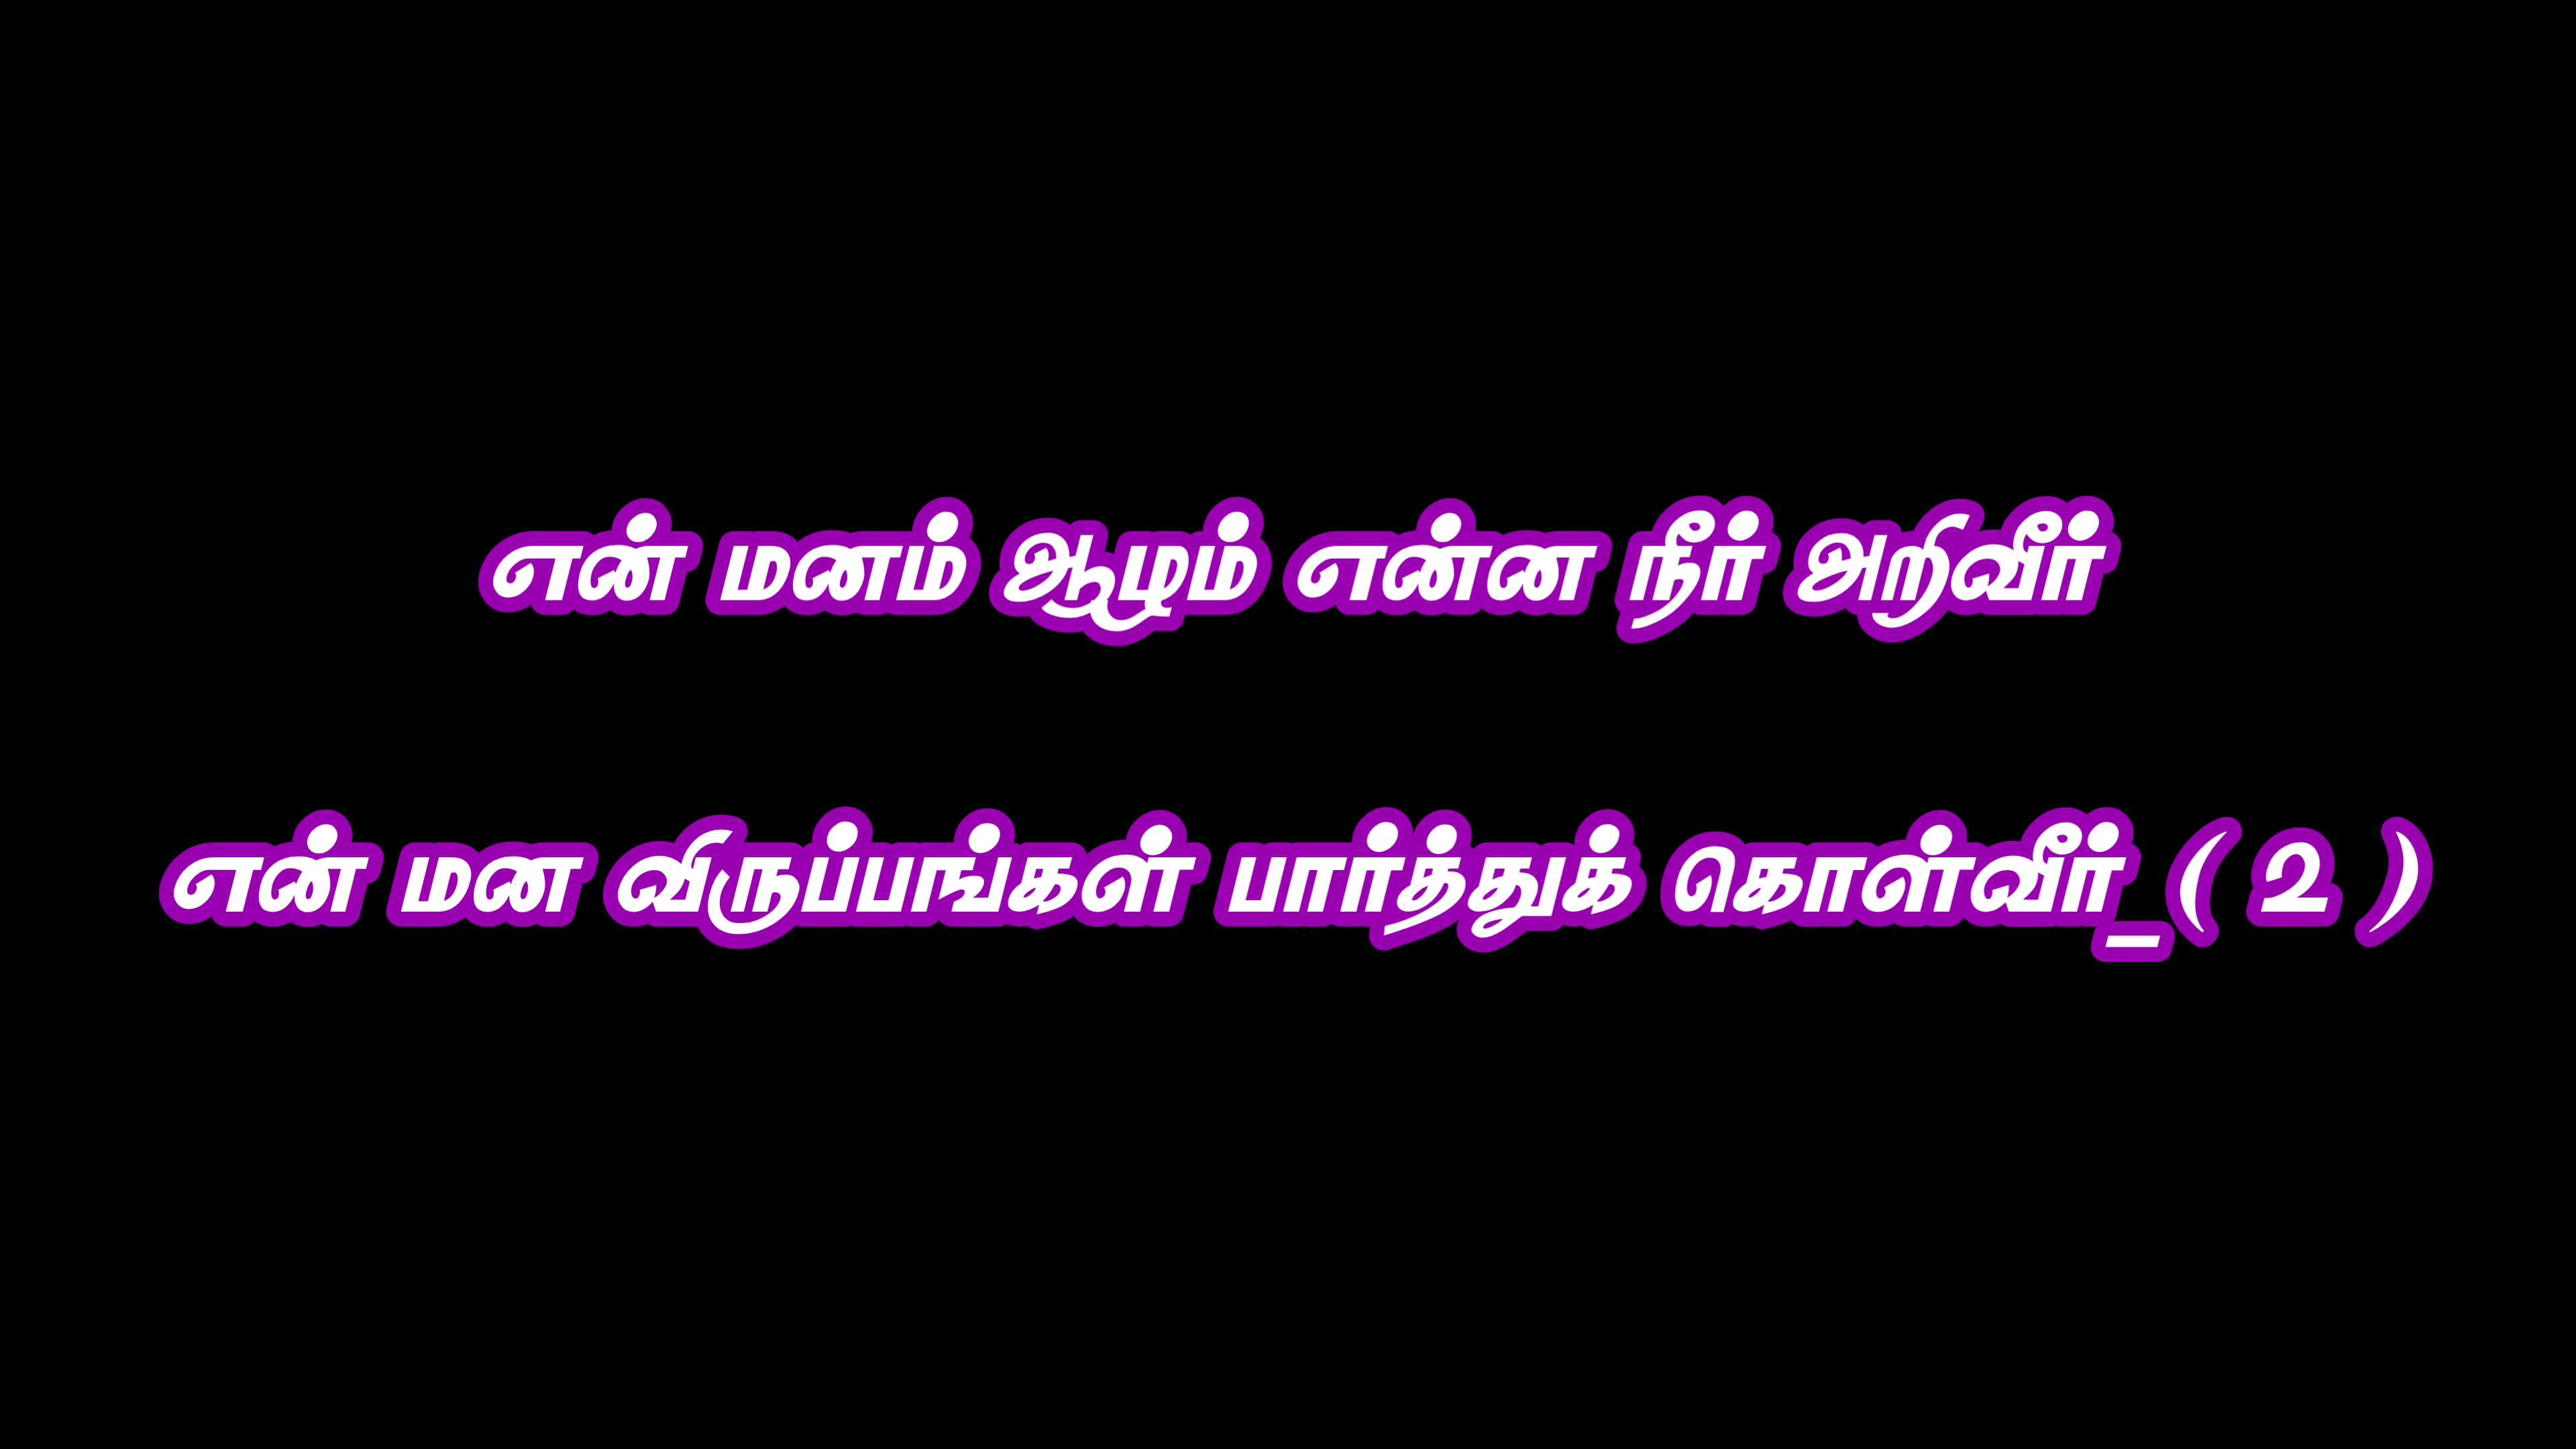 என் மனம் ஆழம் என்ன நீர் அறிவீர்
என் மன விருப்பங்கள் பார்த்துக் கொள்வீர்_( 2 )